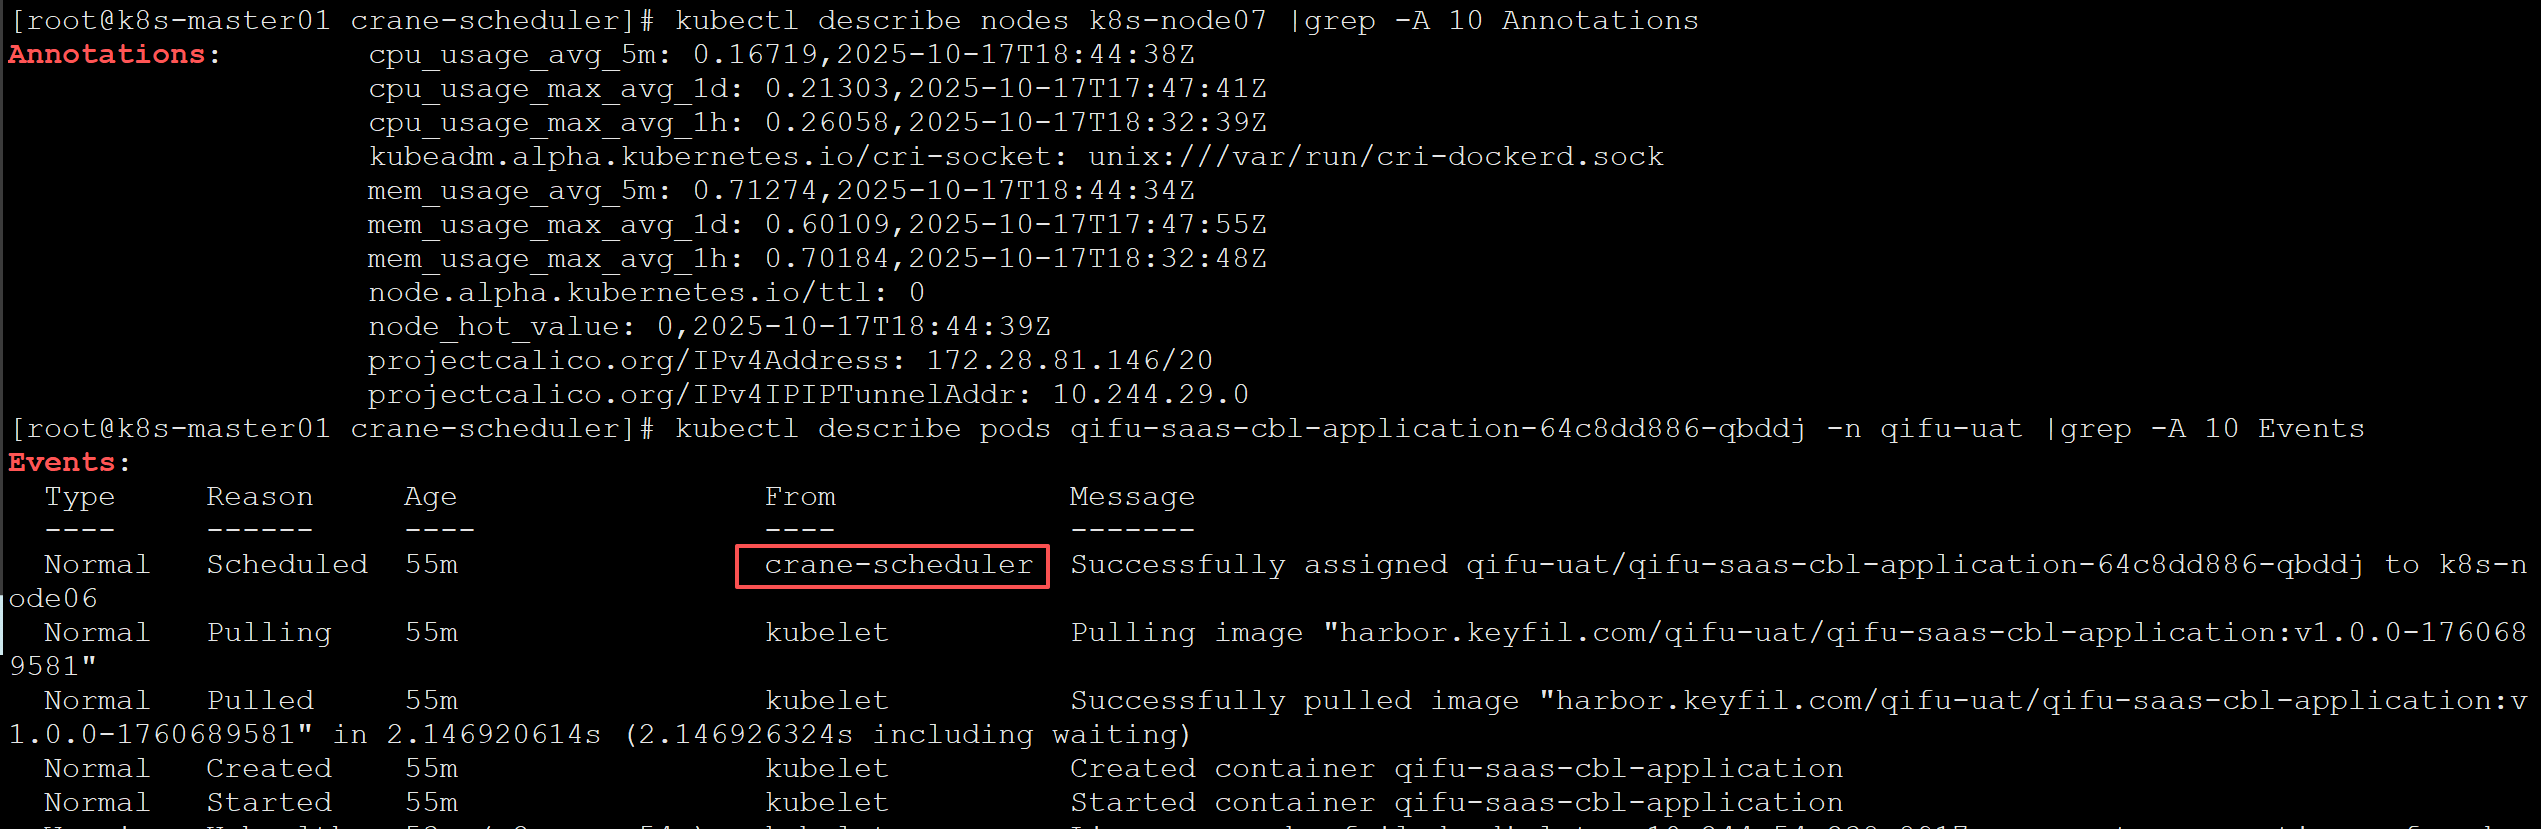 [root@k8s-master01 crane-scheduler]# kubectl describe nodes k8s-node07 |grep -A 10 Annotations
Annotations:        cpu_usage_avg_5m: 0.16719,2025-10-17T18:44:38Z
                    cpu_usage_max_avg_1d: 0.21303,2025-10-17T17:47:41Z
                    cpu_usage_max_avg_1h: 0.26058,2025-10-17T18:32:39Z
                    kubeadm.alpha.kubernetes.io/cri-socket: unix:///var/run/cri-dockerd.sock
                    mem_usage_avg_5m: 0.71274,2025-10-17T18:44:34Z
                    mem_usage_max_avg_1d: 0.60109,2025-10-17T17:47:55Z
                    mem_usage_max_avg_1h: 0.70184,2025-10-17T18:32:48Z
                    node.alpha.kubernetes.io/ttl: 0
                    node_hot_value: 0,2025-10-17T18:44:39Z
                    projectcalico.org/IPv4Address: 172.28.81.146/20
                    projectcalico.org/IPv4IPIPTunnelAddr: 10.244.29.0
[root@k8s-master01 crane-scheduler]# kubectl describe pods qifu-saas-cbl-application-64c8dd886-qbddj -n qifu-uat |grep -A 10 Events
Events:
  Type     Reason     Age                 From             Message
  ----     ------     ----                ----             -------
  Normal   Scheduled  55m                 crane-scheduler  Successfully assigned qifu-uat/qifu-saas-cbl-application-64c8dd886-qbddj to k8s-n
ode06
  Normal   Pulling    55m                 kubelet          Pulling image "harbor.keyfil.com/qifu-uat/qifu-saas-cbl-application:v1.0.0-176068
9581"
  Normal   Pulled     55m                 kubelet          Successfully pulled image "harbor.keyfil.com/qifu-uat/qifu-saas-cbl-application:v
1.0.0-1760689581" in 2.146920614s (2.146926324s including waiting)
  Normal   Created    55m                 kubelet          Created container qifu-saas-cbl-application
  Normal   Started    55m                 kubelet          Started container qifu-saas-cbl-application